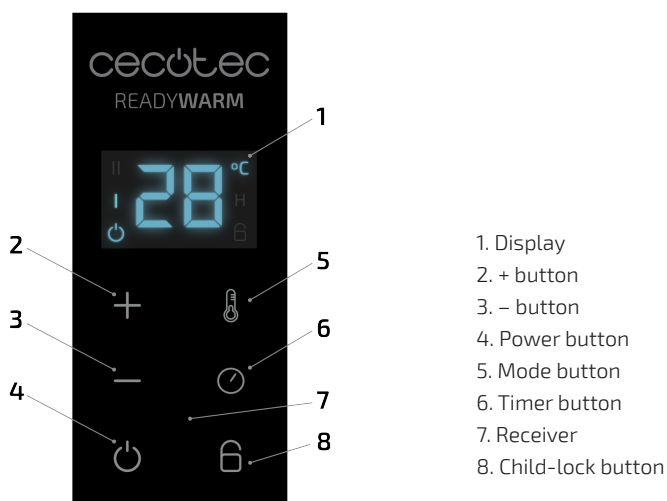 cecotec
READYWARM
1
II
28
°C
I
H
2
5
3
6
4
7
8
1. Display
2. + button
3. – button
4. Power button
5. Mode button
6. Timer button
7. Receiver
8. Child-lock button